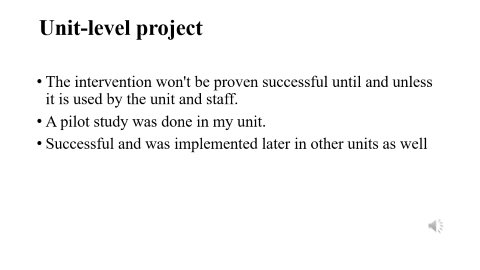 Unit-level project
• The intervention won't be proven successful until and unless
it is used by the unit and staff.
• A pilot study was done in my unit.
• Successful and was implemented later in other units as well